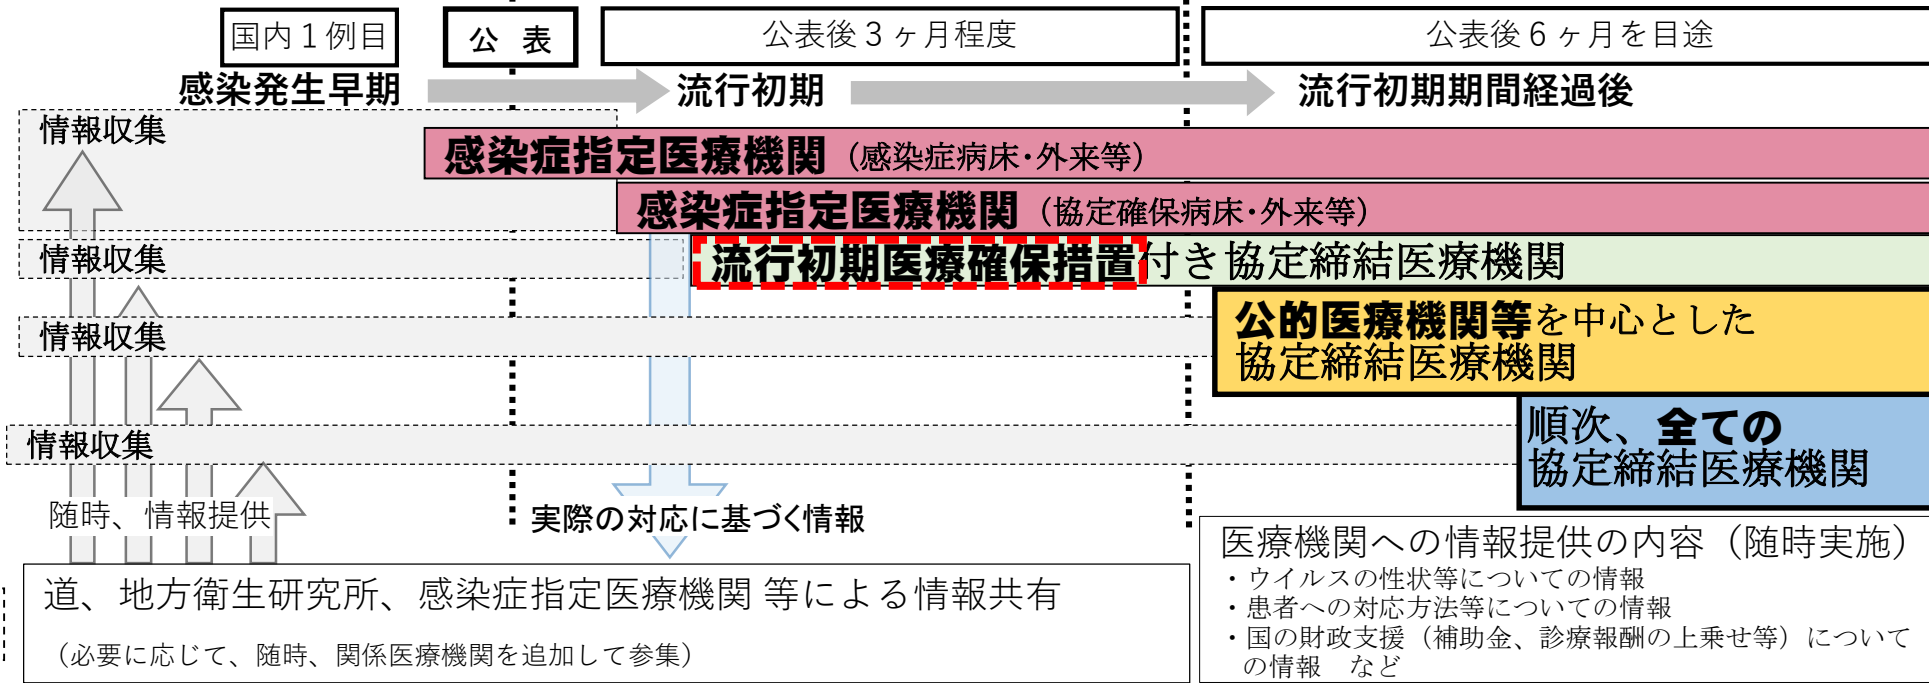 国内１例目
公 表
公表後３ヶ月程度
公表後６ヶ月を目途
感染発生早期
流行初期
流行初期期間経過後
情報収集
感染症指定医療機関（感染症病床・外来等）
感染症指定医療機関（協定確保病床・外来等）
情報収集
流行初期医療確保措置付き協定締結医療機関
情報収集
公的医療機関等を中心とした
協定締結医療機関
情報収集
順次、全ての
協定締結医療機関
随時、情報提供
実際の対応に基づく情報
道、地方衛生研究所、感染症指定医療機関 等による情報共有
（必要に応じて、随時、関係医療機関を追加して参集）
医療機関への情報提供の内容（随時実施）
・ウイルスの性状等についての情報
・患者への対応方法等についての情報
・国の財政支援（補助金、診療報酬の上乗せ等）について
の情報　など